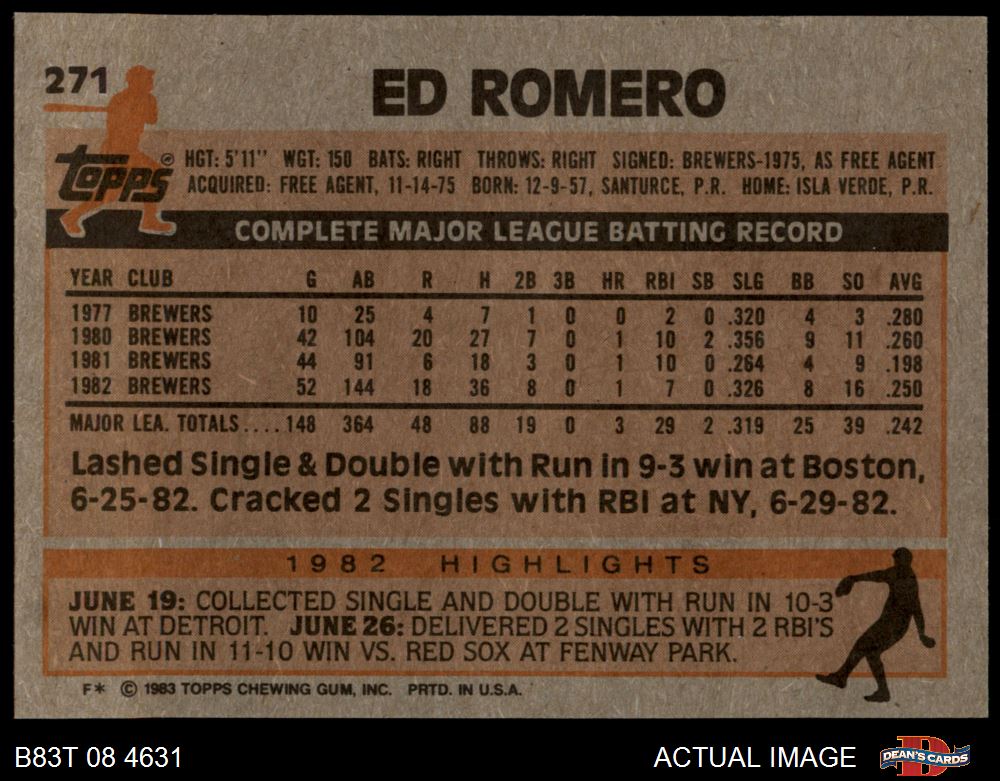 271
ED ROMERO
topps®
HGT: 5'11" WGT: 150 BATS: RIGHT THROWS: RIGHT SIGNED: BREWERS-1975, AS FREE AGENT
ACQUIRED: FREE AGENT, 11-14-75 BORN: 12-9-57, SANTURCE, P.R. HOME: ISLA VERDE, P.R.
COMPLETE MAJOR LEAGUE BATTING RECORD
YEAR CLUB G AB R H 2B 3B HR RBI SB SLG BB SO AVG
1977 BREWERS 10 25 4 7 1 0 0 2 0 .320 4 3 .280
1980 BREWERS 42 104 20 27 7 0 1 10 2 .356 9 11 .260
1981 BREWERS 44 91 6 18 3 0 1 10 0 .264 4 9 .198
1982 BREWERS 52 144 18 36 8 0 1 7 0 .326 8 16 .250
MAJOR LEA. TOTALS....148 364 48 88 19 0 3 29 2 .319 25 39 .242
Lashed Single & Double with Run in 9-3 win at Boston,
6-25-82. Cracked 2 Singles with RBI at NY, 6-29-82.
1982 HIGHLIGHTS
JUNE 19: COLLECTED SINGLE AND DOUBLE WITH RUN IN 10-3
WIN AT DETROIT. JUNE 26: DELIVERED 2 SINGLES WITH 2 RBI'S
AND RUN IN 11-10 WIN VS. RED SOX AT FENWAY PARK.
F* © 1983 TOPPS CHEWING GUM, INC. PRTD. IN U.S.A.
B83T 08 4631
ACTUAL IMAGE
DEAN'S CARDS